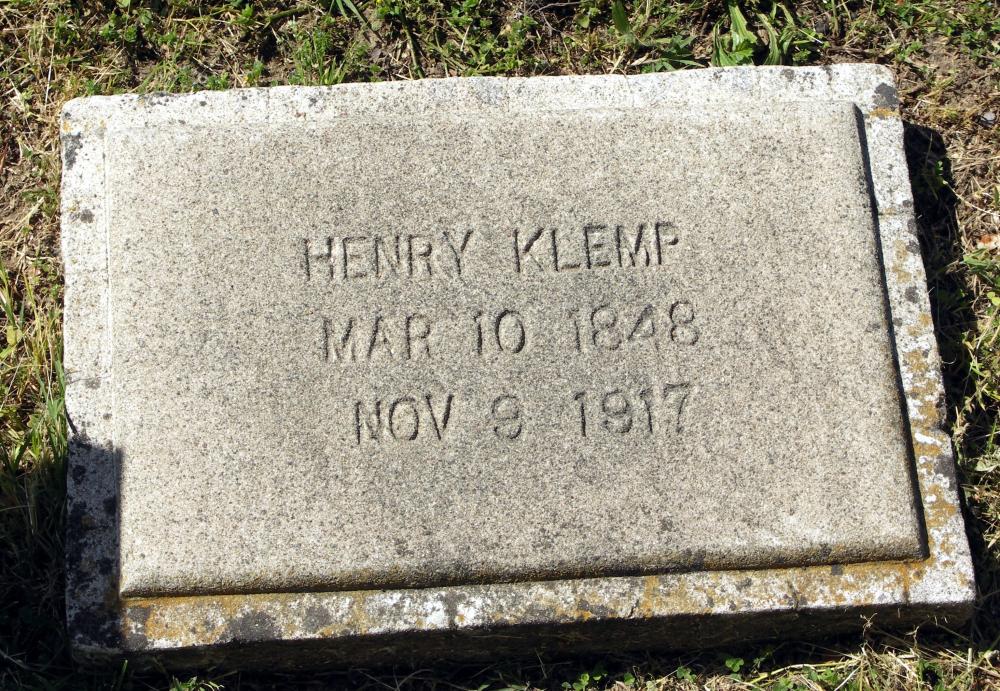 HENRY KLEMP
MAR 10 1848
NOV 9 1917